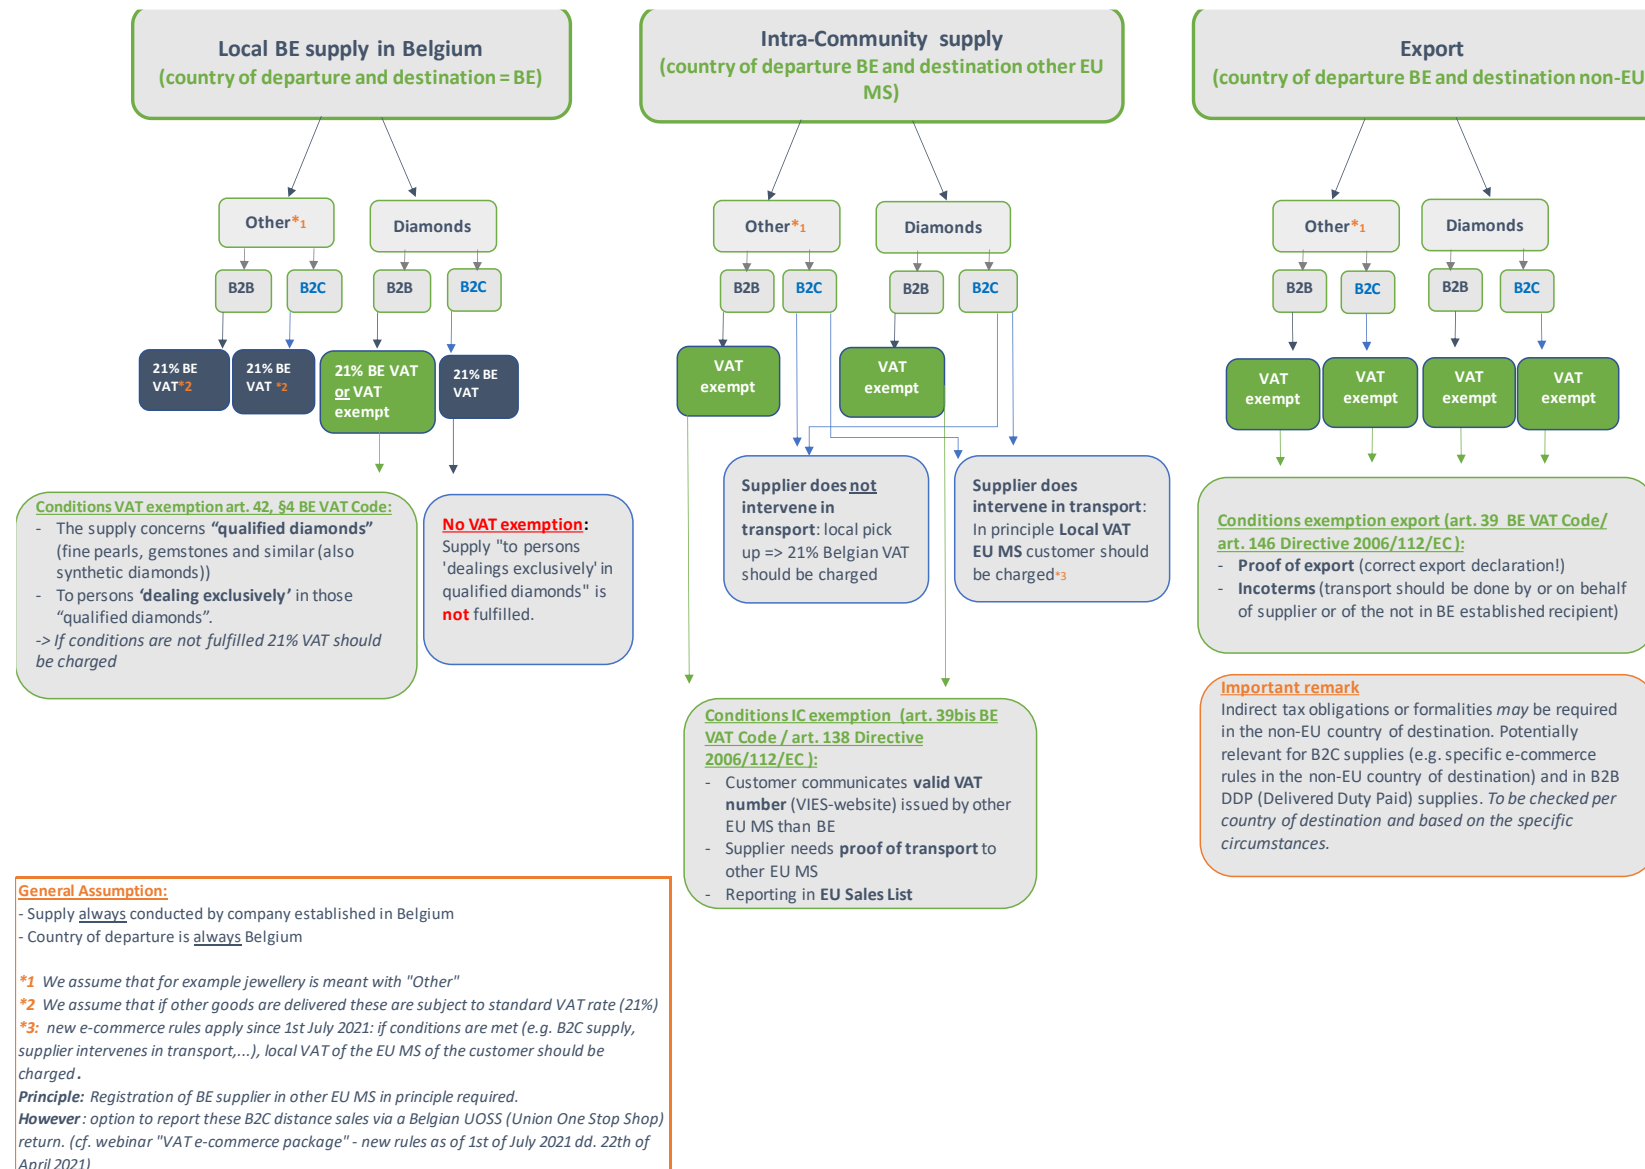 Local BE supply in Belgium
(country of departure and destination = BE)
Other*1
Diamonds
B2B
B2C
B2B
B2C
21% BE
VAT*2
21% BE
VAT *2
21% BE VAT
or VAT
exempt
21% BE
VAT
Conditions VAT exemption art. 42, §4 BE VAT Code:
- The supply concerns “qualified diamonds”
(fine pearls, gemstones and similar (also
synthetic diamonds))
- To persons ‘dealing exclusively’ in those
“qualified diamonds”.
-> If conditions are not fulfilled 21% VAT should
be charged
No VAT exemption:
Supply "to persons
'dealings exclusively' in
qualified diamonds" is
not fulfilled.
Intra-Community supply
(country of departure BE and destination other EU
MS)
Other*1
Diamonds
B2B
B2C
B2B
B2C
VAT
exempt
VAT
exempt
Supplier does not
intervene in
transport: local pick
up => 21% Belgian VAT
should be charged
Supplier does
intervene in transport:
In principle Local VAT
EU MS customer should
be charged*3
Conditions IC exemption (art. 39bis BE
VAT Code / art. 138 Directive
2006/112/EC ):
- Customer communicates valid VAT
number (VIES-website) issued by other
EU MS than BE
- Supplier needs proof of transport to
other EU MS
- Reporting in EU Sales List
Export
(country of departure BE and destination non-EU
Other*1
Diamonds
B2B
B2C
B2B
B2C
VAT
exempt
VAT
exempt
VAT
exempt
VAT
exempt
Conditions exemption export (art. 39 BE VAT Code/
art. 146 Directive 2006/112/EC ):
- Proof of export (correct export declaration!)
- Incoterms (transport should be done by or on behalf
of supplier or of the not in BE established recipient)
Important remark
Indirect tax obligations or formalities may be required
in the non-EU country of destination. Potentially
relevant for B2C supplies (e.g. specific e-commerce
rules in the non-EU country of destination) and in B2B
DDP (Delivered Duty Paid) supplies. To be checked per
country of destination and based on the specific
circumstances.
General Assumption:
- Supply always conducted by company established in Belgium
- Country of departure is always Belgium
*1 We assume that for example jewellery is meant with "Other"
*2 We assume that if other goods are delivered these are subject to standard VAT rate (21%)
*3: new e-commerce rules apply since 1st July 2021: if conditions are met (e.g. B2C supply,
supplier intervenes in transport,...), local VAT of the EU MS of the customer should be
charged.
Principle: Registration of BE supplier in other EU MS in principle required.
However : option to report these B2C distance sales via a Belgian UOSS (Union One Stop Shop)
return. (cf. webinar "VAT e-commerce package" - new rules as of 1st of July 2021 dd. 22th of
April 2021)